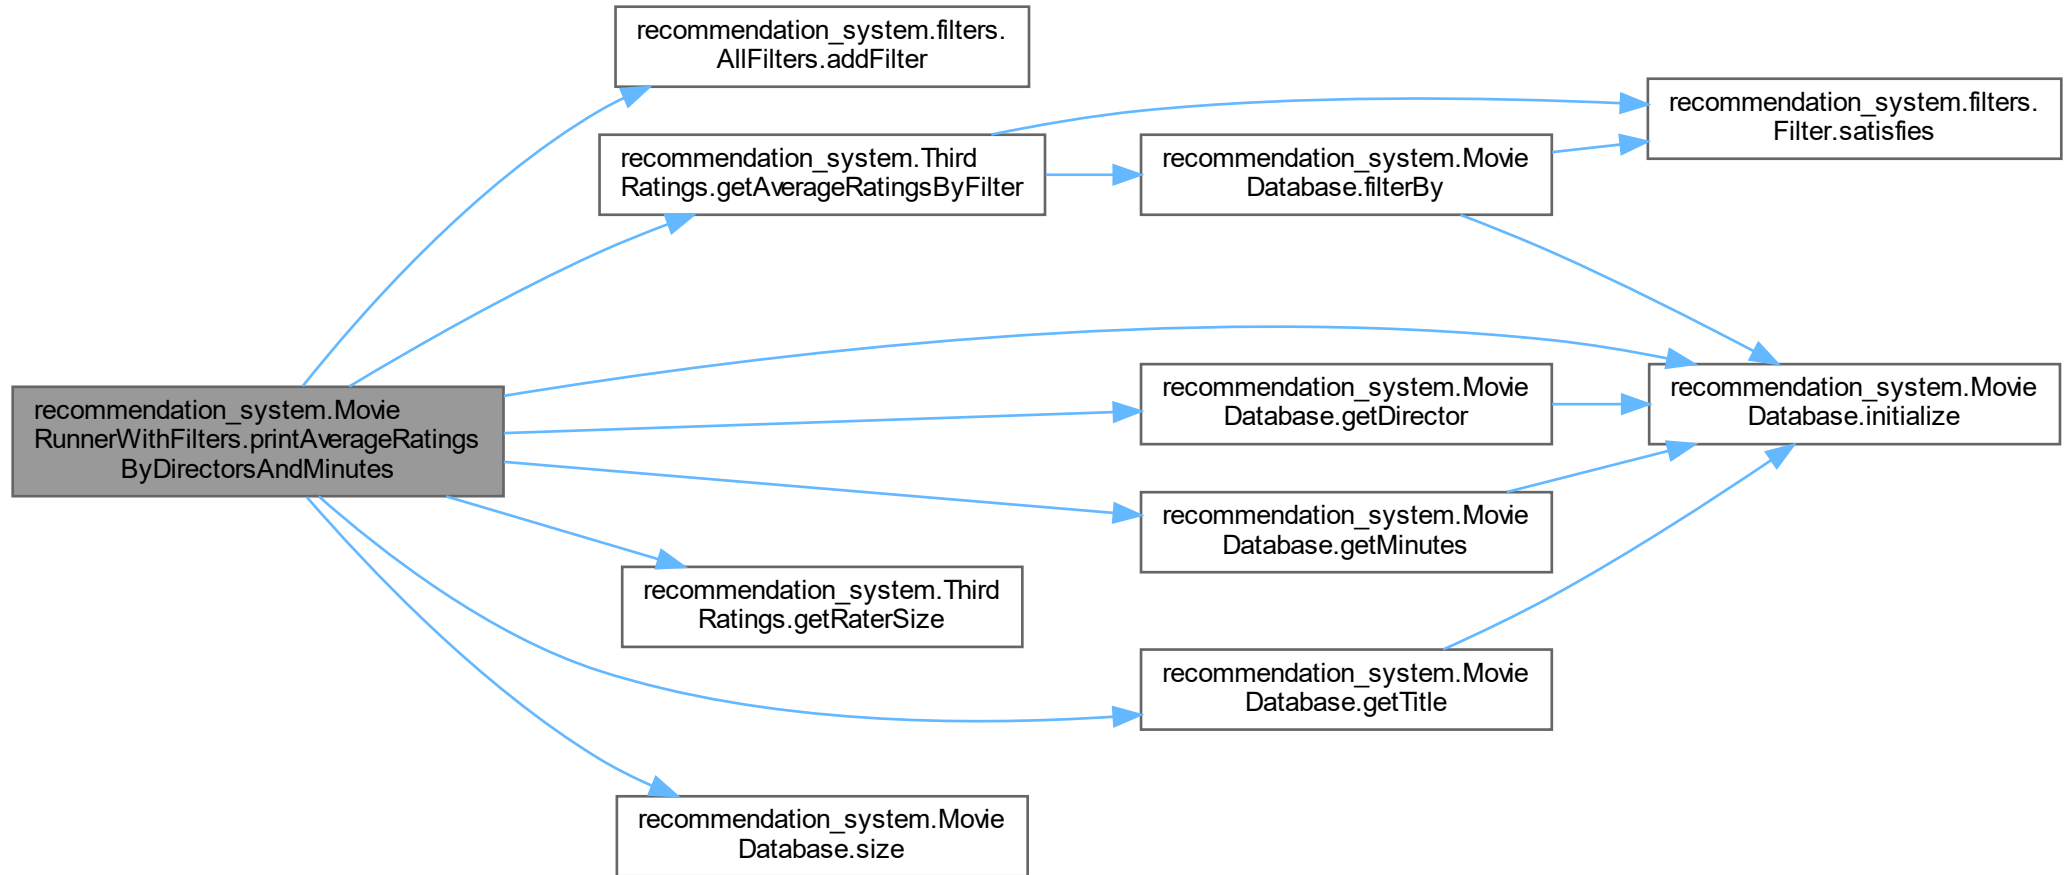 recommendation_system.filters.
AllFilters.addFilter
recommendation_system.filters.
Filter.satisfies
recommendation_system.Third
Ratings.getAverageRatingsByFilter
recommendation_system.Movie
Database.filterBy
recommendation_system.Movie
RunnerWithFilters.printAverageRatings
ByDirectorsAndMinutes
recommendation_system.Movie
Database.getDirector
recommendation_system.Movie
Database.initialize
recommendation_system.Movie
Database.getMinutes
recommendation_system.Third
Ratings.getRaterSize
recommendation_system.Movie
Database.getTitle
recommendation_system.Movie
Database.size